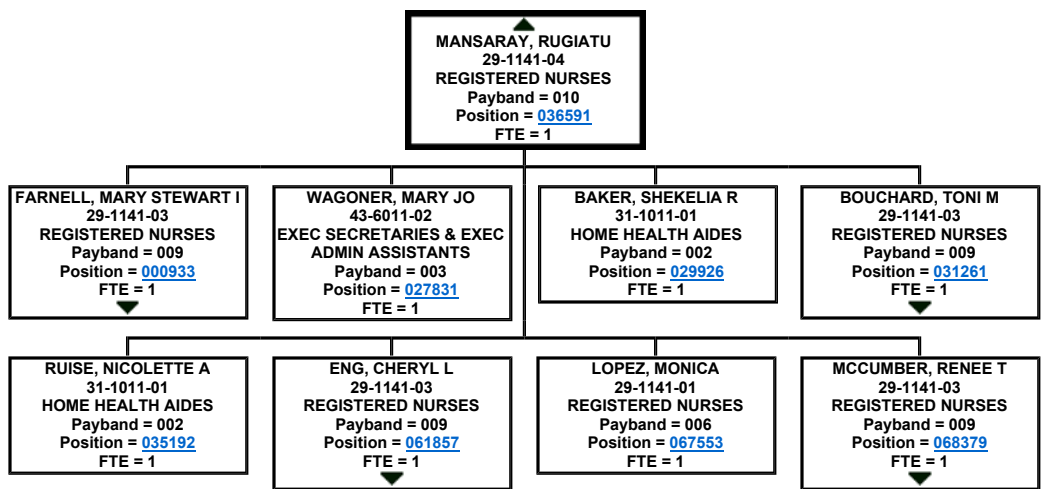 MANSARAY, RUGIATU
29-1141-04
REGISTERED NURSES
Payband = 010
Position = 036591
FTE = 1
FARNELL, MARY STEWART I
29-1141-03
REGISTERED NURSES
Payband = 009
Position = 000933
FTE = 1
WAGONER, MARY JO
43-6011-02
EXEC SECRETARIES & EXEC
ADMIN ASSISTANTS
Payband = 003
Position = 027831
FTE = 1
BAKER, SHEKELIA R
31-1011-01
HOME HEALTH AIDES
Payband = 002
Position = 029926
FTE = 1
BOUCHARD, TONI M
29-1141-03
REGISTERED NURSES
Payband = 009
Position = 031261
FTE = 1
RUISE, NICOLETTE A
31-1011-01
HOME HEALTH AIDES
Payband = 002
Position = 035192
FTE = 1
ENG, CHERYL L
29-1141-03
REGISTERED NURSES
Payband = 009
Position = 061857
FTE = 1
LOPEZ, MONICA
29-1141-01
REGISTERED NURSES
Payband = 006
Position = 067553
FTE = 1
MCCUMBER, RENEE T
29-1141-03
REGISTERED NURSES
Payband = 009
Position = 068379
FTE = 1